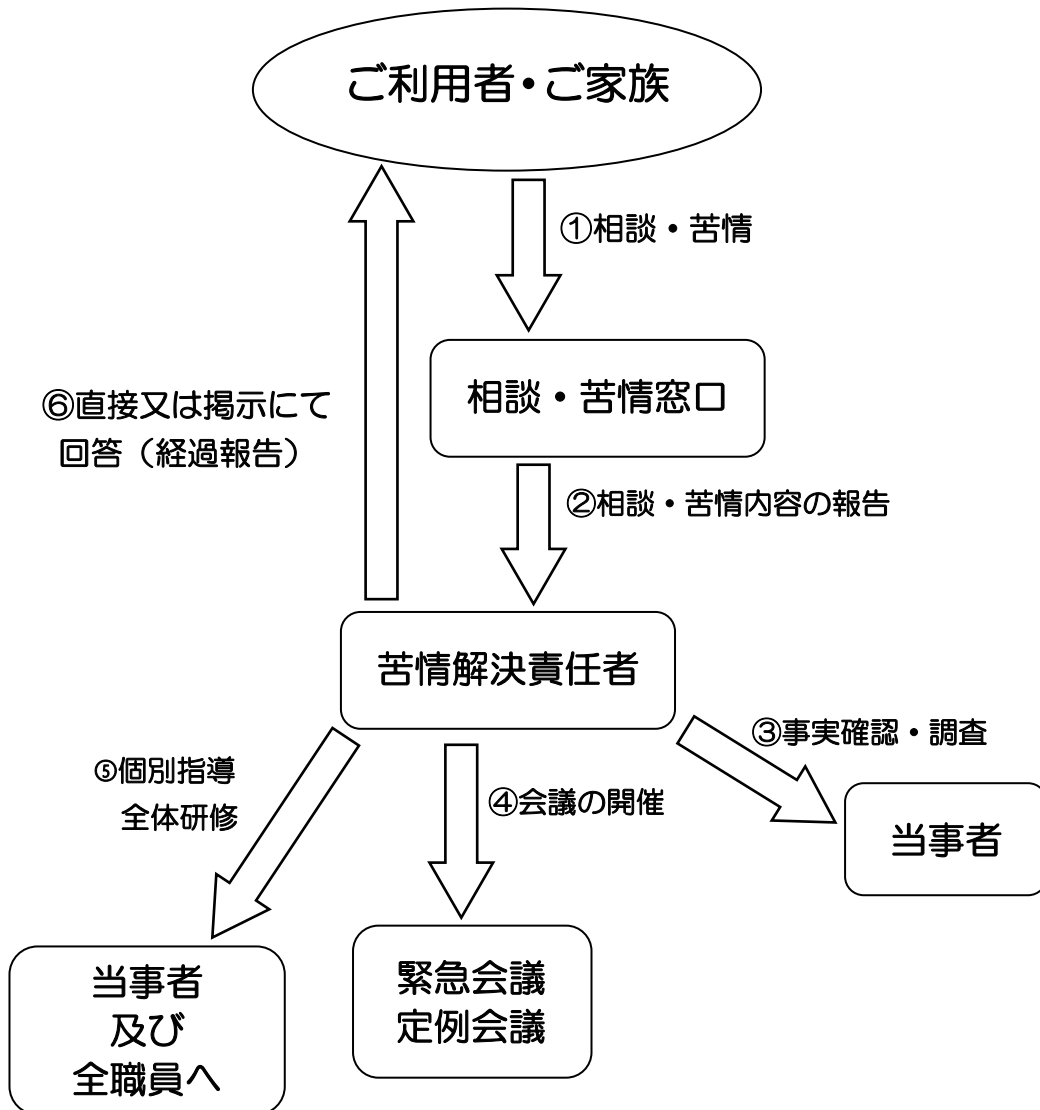 ご利用者・ご家族
①相談・苦情
相談・苦情窓口
⑥直接又は掲示にて
回答（経過報告）
②相談・苦情内容の報告
苦情解決責任者
③事実確認・調査
⑤個別指導
全体研修
④会議の開催
当事者
当事者
及び
全職員へ
緊急会議
定例会議